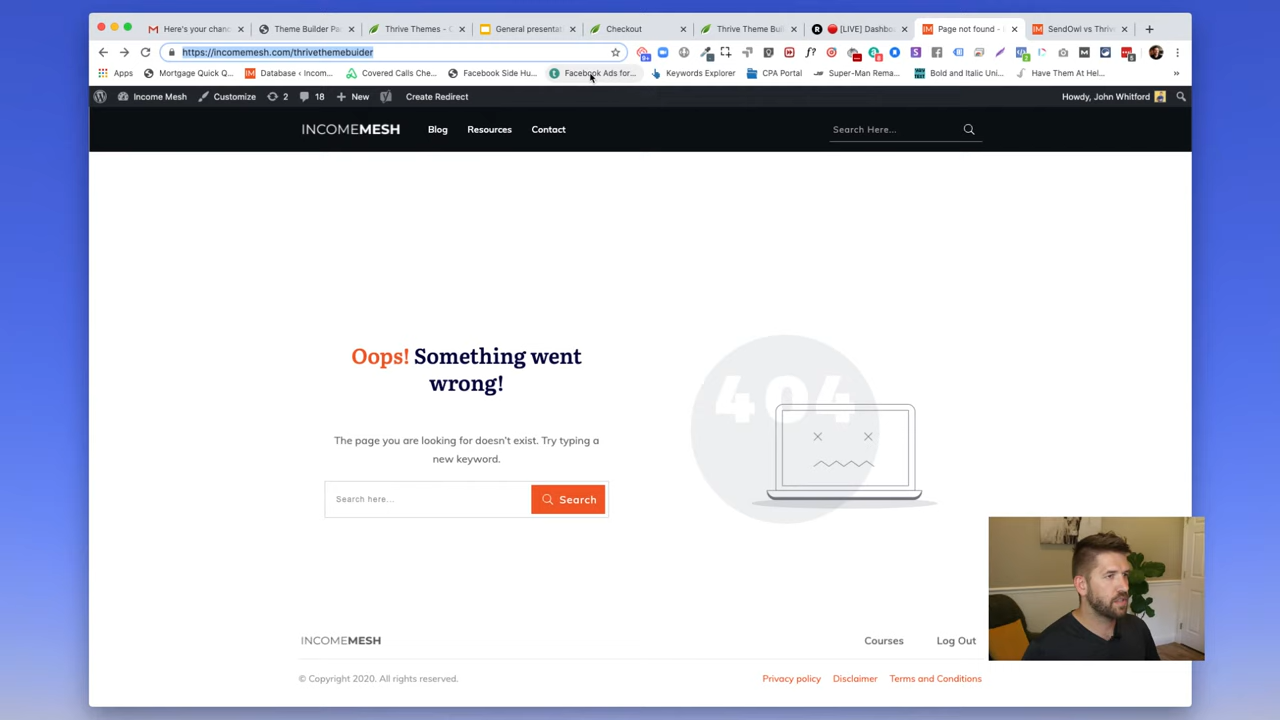 Here's your chan
Theme Builder Pa
Thrive Themes - C
General presentat
Checkout
Thrive Theme Buil
[LIVE] Dashboa
Page not found - I
SendOwl vs Thriv
https://incomemesh.com/thrivethemebuider
Apps
Mortgage Quick Q...
Database ‹ Incom...
Covered Calls Che...
Facebook Side Hu...
Facebook Ads for...
Keywords Explorer
CPA Portal
Super-Man Rema...
Bold and Italic Uni...
Have Them At Hel...
»
Income Mesh
Customize
2
18
+ New
Create Redirect
Howdy, John Whitford
INCOMEMESH
Blog
Resources
Contact
Search Here...
Oops! Something went
wrong!
404
The page you are looking for doesn't exist. Try typing a
new keyword.
Search here...
Search
INCOMEMESH
Courses
Log Out
© Copyright 2020. All rights reserved.
Privacy policy
Disclaimer
Terms and Conditions